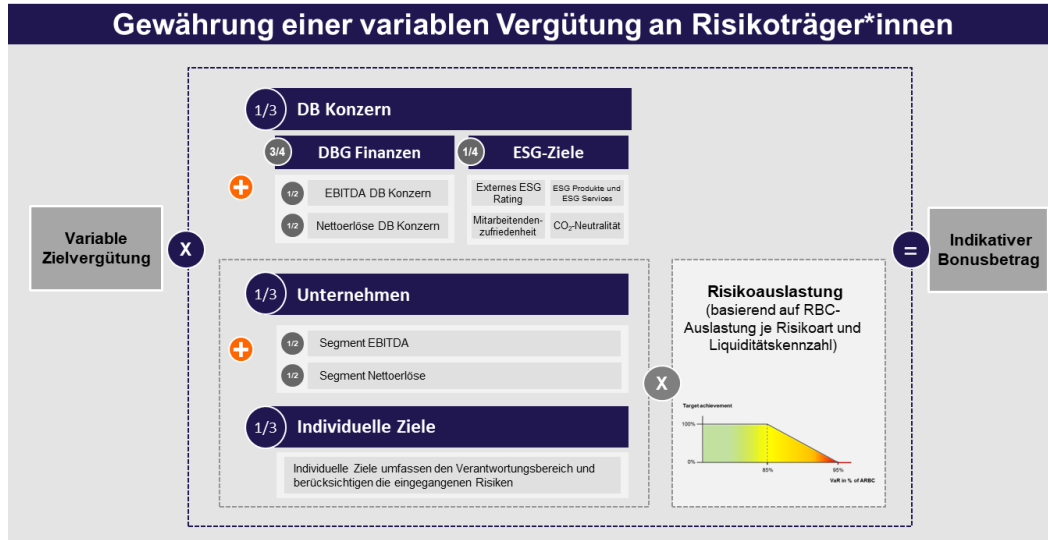 Gewährung einer variablen Vergütung an Risikoträger*innen
Variable
Zielvergütung
X
1/3 DB Konzern
3/4 DBG Finanzen
1/2 EBITDA DB Konzern
1/2 Nettoerlöse DB Konzern
1/4 ESG-Ziele
Externes ESG
Rating
ESG Produkte und
ESG Services
Mitarbeitenden-
zufriedenheit
CO₂-Neutralität
+
1/3 Unternehmen
1/2 Segment EBITDA
1/2 Segment Nettoerlöse
+
1/3 Individuelle Ziele
Individuelle Ziele umfassen den Verantwortungsbereich und
berücksichtigen die eingegangenen Risiken
X
Risikoauslastung
(basierend auf RBC-
Auslastung je Risikoart und
Liquiditätskennzahl)
Target achievement
100%
0%
85%
95%
VaR in % of ARBC
=
Indikativer
Bonusbetrag